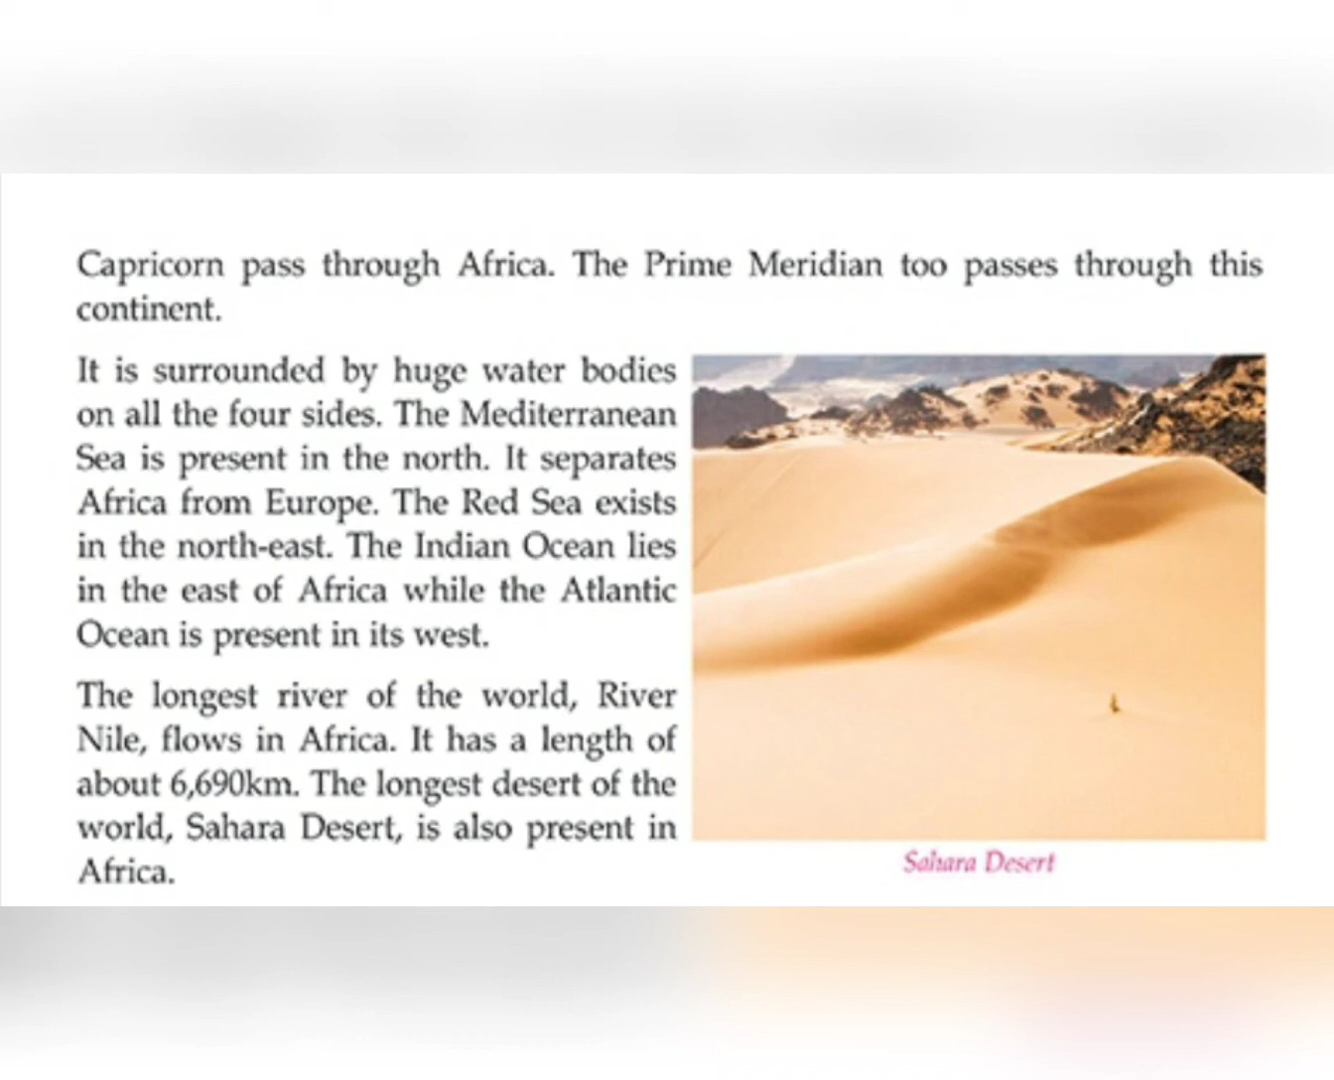 Capricorn pass through Africa. The Prime Meridian too passes through this
continent.
It is surrounded by huge water bodies
on all the four sides. The Mediterranean
Sea is present in the north. It separates
Africa from Europe. The Red Sea exists
in the north-east. The Indian Ocean lies
in the east of Africa while the Atlantic
Ocean is present in its west.
The longest river of the world, River
Nile, flows in Africa. It has a length of
about 6,690km. The longest desert of the
world, Sahara Desert, is also present in
Africa.
Sahara Desert